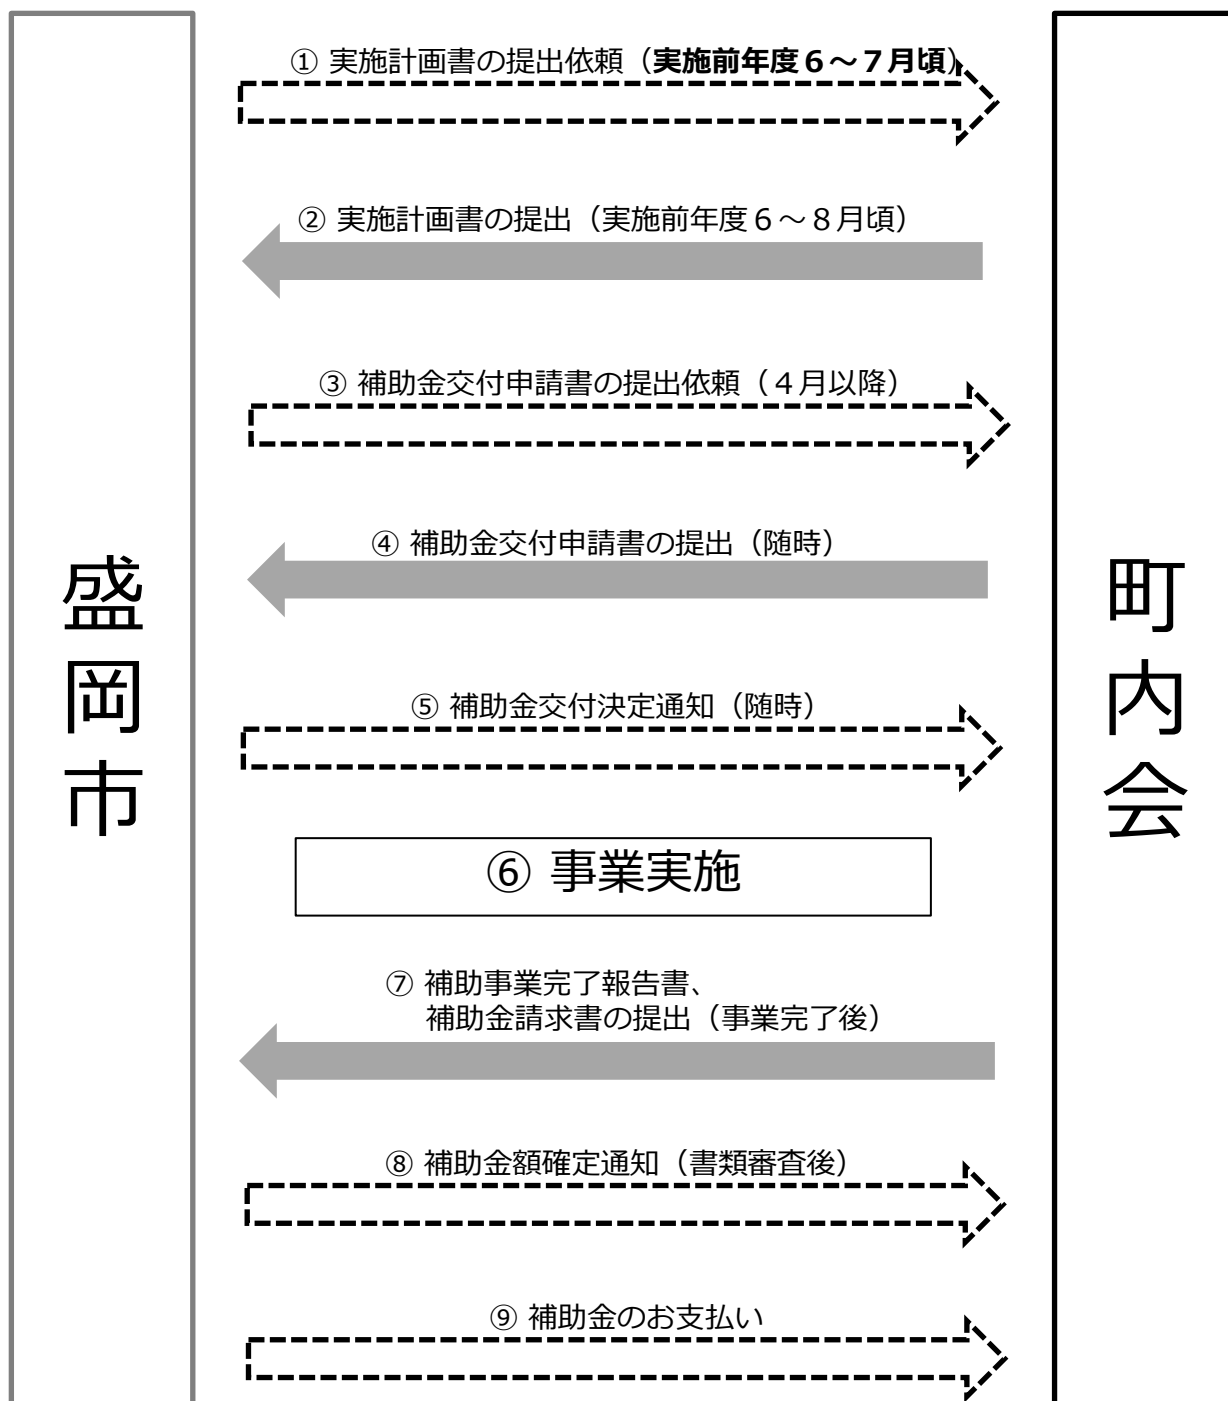 ① 実施計画書の提出依頼（実施前年度６～７月頃）
② 実施計画書の提出（実施前年度６～８月頃）
③ 補助金交付申請書の提出依頼（４月以降）
④ 補助金交付申請書の提出（随時）
盛岡市
町内会
⑤ 補助金交付決定通知（随時）
⑥ 事業実施
⑦ 補助事業完了報告書、
補助金請求書の提出（事業完了後）
⑧ 補助金額確定通知（書類審査後）
⑨ 補助金のお支払い